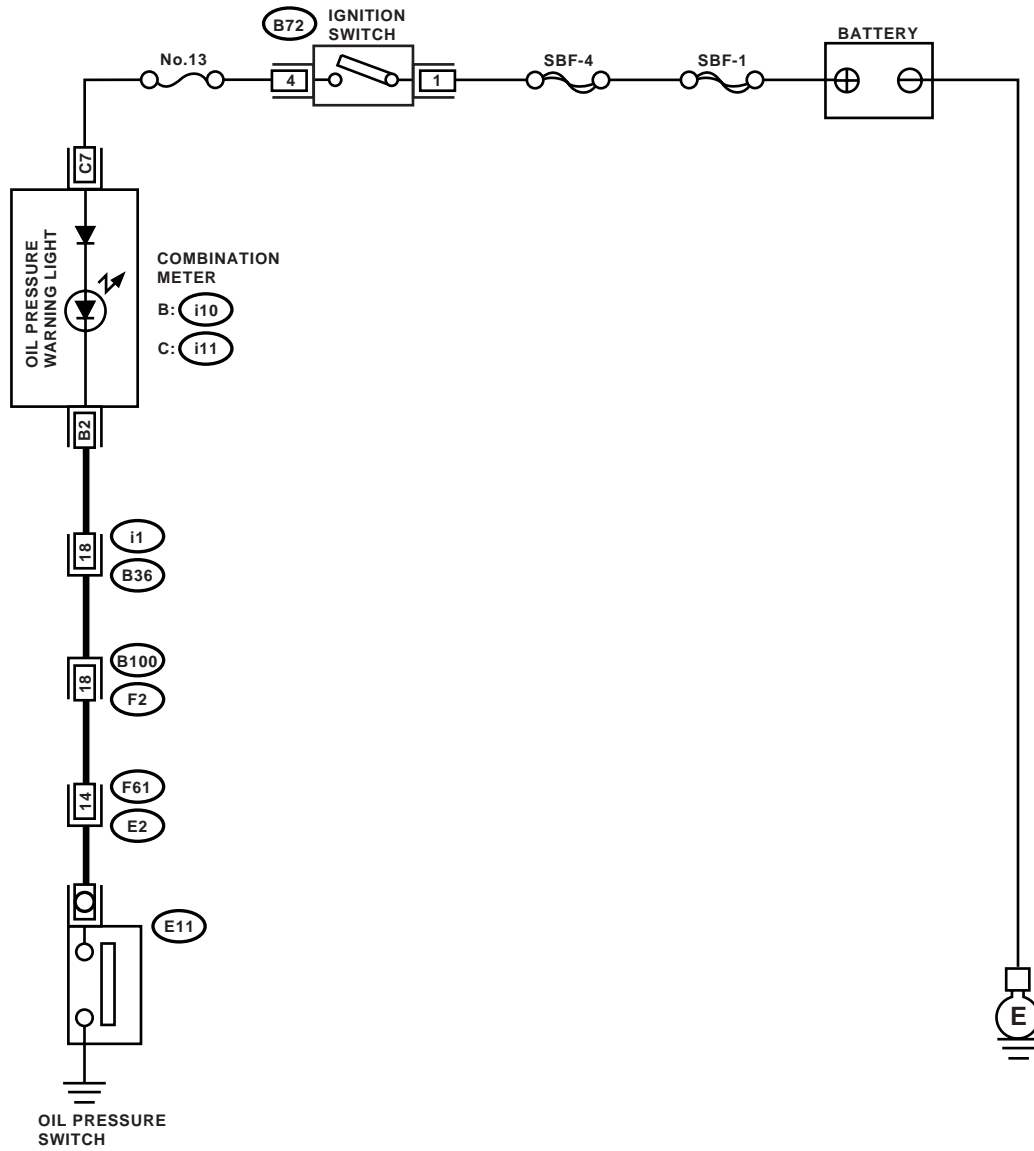 B72
IGNITION
SWITCH
BATTERY
No.13
4
1
SBF-4
SBF-1
C7
OIL PRESSURE
WARNING LIGHT
COMBINATION
METER
B: i10
C: i11
B2
18
i1
B36
18
B100
F2
14
F61
E2
E11
E
OIL PRESSURE
SWITCH